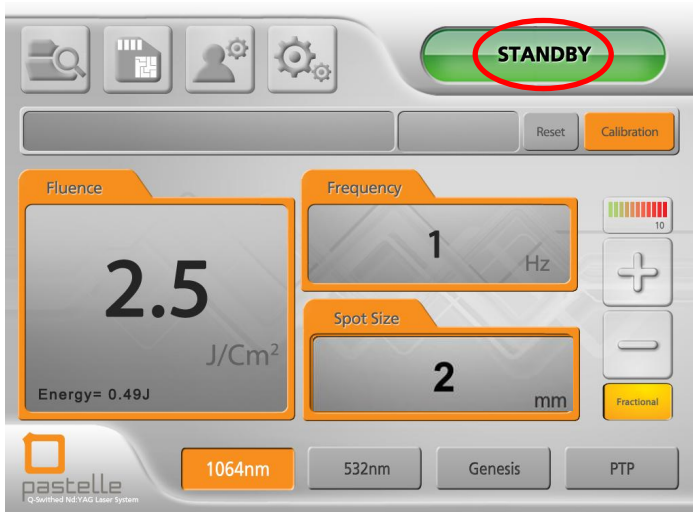 STANDBY
Reset
Calibration
Fluence
2.5
J/Cm²
Energy= 0.49J
Frequency
1
Hz
Spot Size
2
mm
10
Fractional
pastelle
Q-Swithed Nd:YAG Laser System
1064nm
532nm
Genesis
PTP